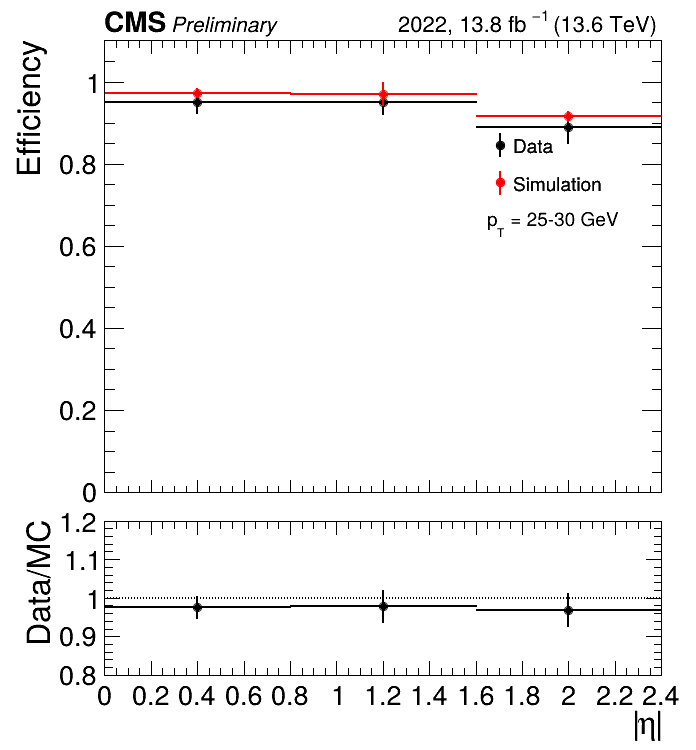 CMS Preliminary 2022, 13.8 fb⁻¹ (13.6 TeV)
Efficiency
1
0.8
0.6
0.4
0.2
0
Data
Simulation
p_T = 25-30 GeV
Data/MC
1.2
1.1
1
0.9
0.8
0 0.2 0.4 0.6 0.8 1 1.2 1.4 1.6 1.8 2 2.2 2.4
|η|